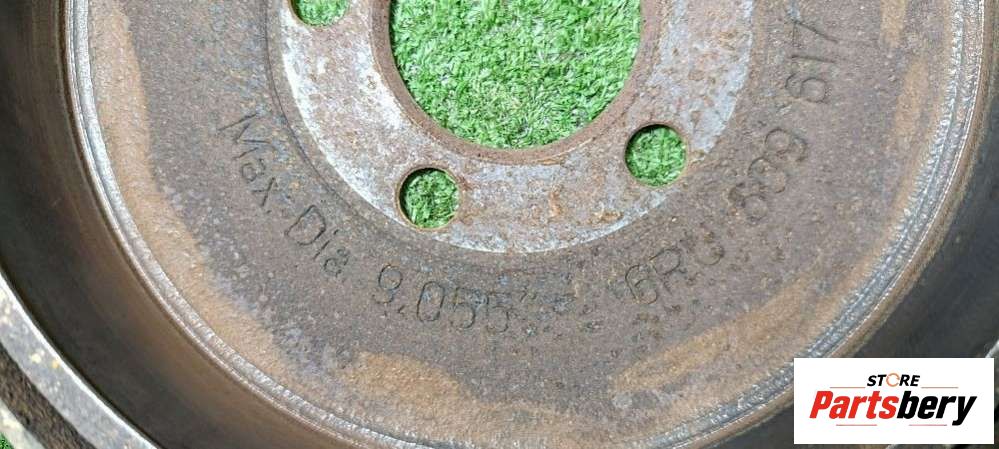 Max. Dia 9.055" 6RU 609 617
STORE
Partsbery